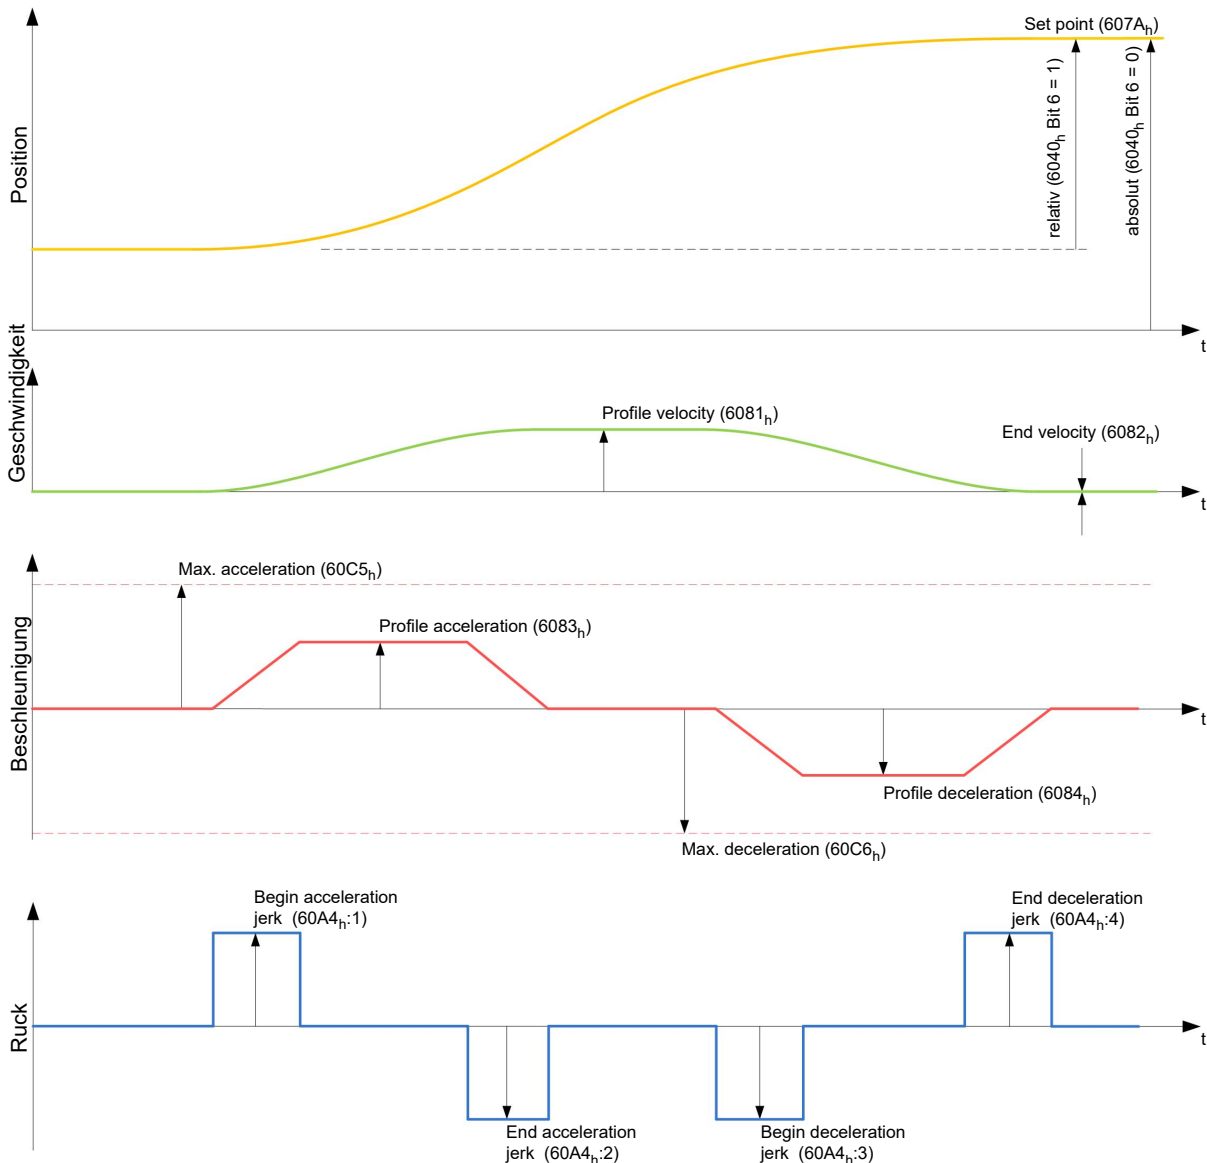 Set point (607Ah)
relativ (6040h Bit 6 = 1)
absolut (6040h Bit 6 = 0)
Position
t
Geschwindigkeit
Profile velocity (6081h)
End velocity (6082h)
t
Max. acceleration (60C5h)
Profile acceleration (6083h)
Beschleunigung
t
Profile deceleration (6084h)
Max. deceleration (60C6h)
Begin acceleration
jerk (60A4h:1)
End deceleration
jerk (60A4h:4)
Ruck
t
End acceleration
jerk (60A4h:2)
Begin deceleration
jerk (60A4h:3)